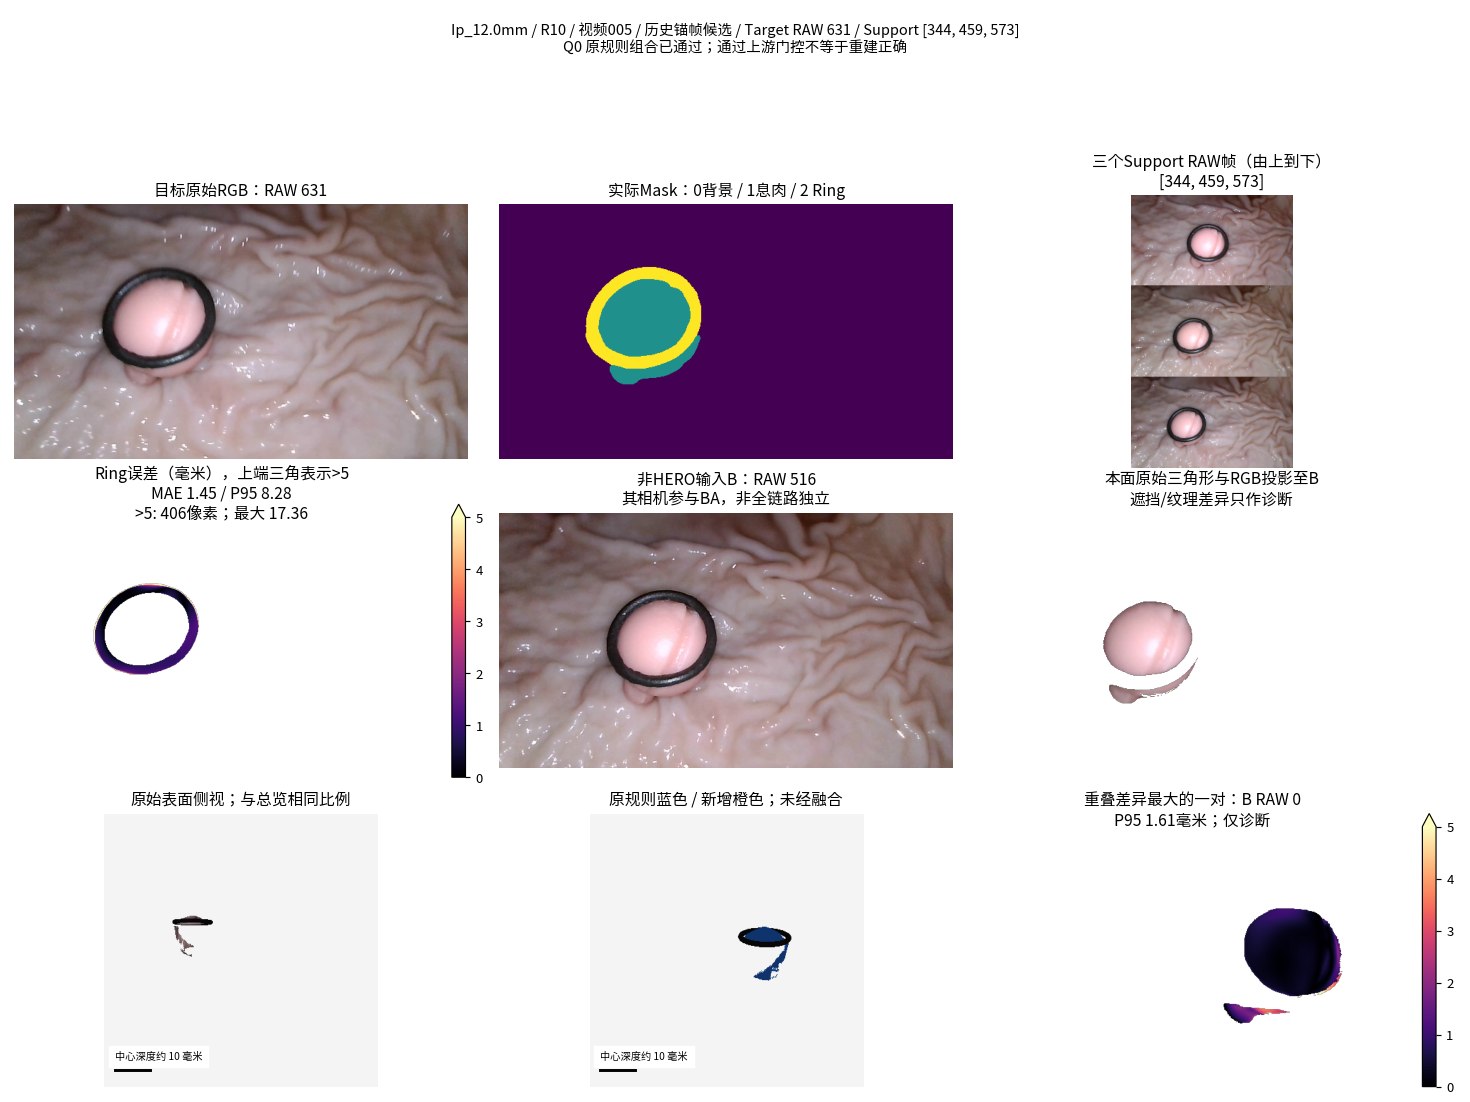 Ip_12.0mm / R10 / 视频005 / 历史锚帧候选 / Target RAW 631 / Support [344, 459, 573]
Q0 原规则组合已通过；通过上游门控不等于重建正确
目标原始RGB：RAW 631
实际Mask：0背景 / 1息肉 / 2 Ring
三个Support RAW帧（由上到下）
[344, 459, 573]
Ring误差（毫米），上端三角表示>5
MAE 1.45 / P95 8.28
>5: 406像素；最大 17.36
5
4
3
2
1
0
非HERO输入B：RAW 516
其相机参与BA，非全链路独立
本面原始三角形与RGB投影至B
遮挡/纹理差异只作诊断
原始表面侧视；与总览相同比例
中心深度约 10 毫米
原规则蓝色 / 新增橙色；未经融合
中心深度约 10 毫米
重叠差异最大的一对：B RAW 0
P95 1.61毫米；仅诊断
5
4
3
2
1
0